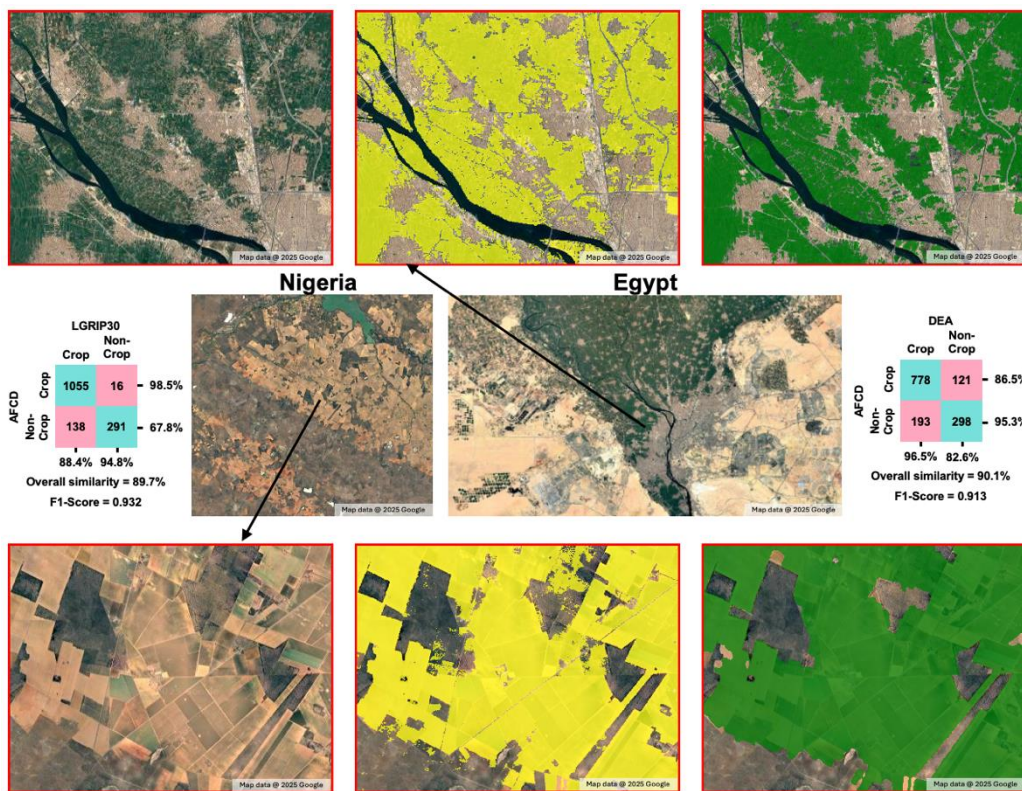 Map data @ 2025 Google
Map data @ 2025 Google
Map data @ 2025 Google
Nigeria
Egypt
LGRIP30
Crop
Non-
Crop
AFCD
Crop
1055
16
98.5%
Non-
Crop
138
291
67.8%
88.4%
94.8%
Overall similarity = 89.7%
F1-Score = 0.932
Map data @ 2025 Google
Map data @ 2025 Google
DEA
Crop
Non-
Crop
AFCD
Crop
778
121
86.5%
Non-
Crop
193
298
95.3%
96.5%
82.6%
Overall similarity = 90.1%
F1-Score = 0.913
Map data @ 2025 Google
Map data @ 2025 Google
Map data @ 2025 Google